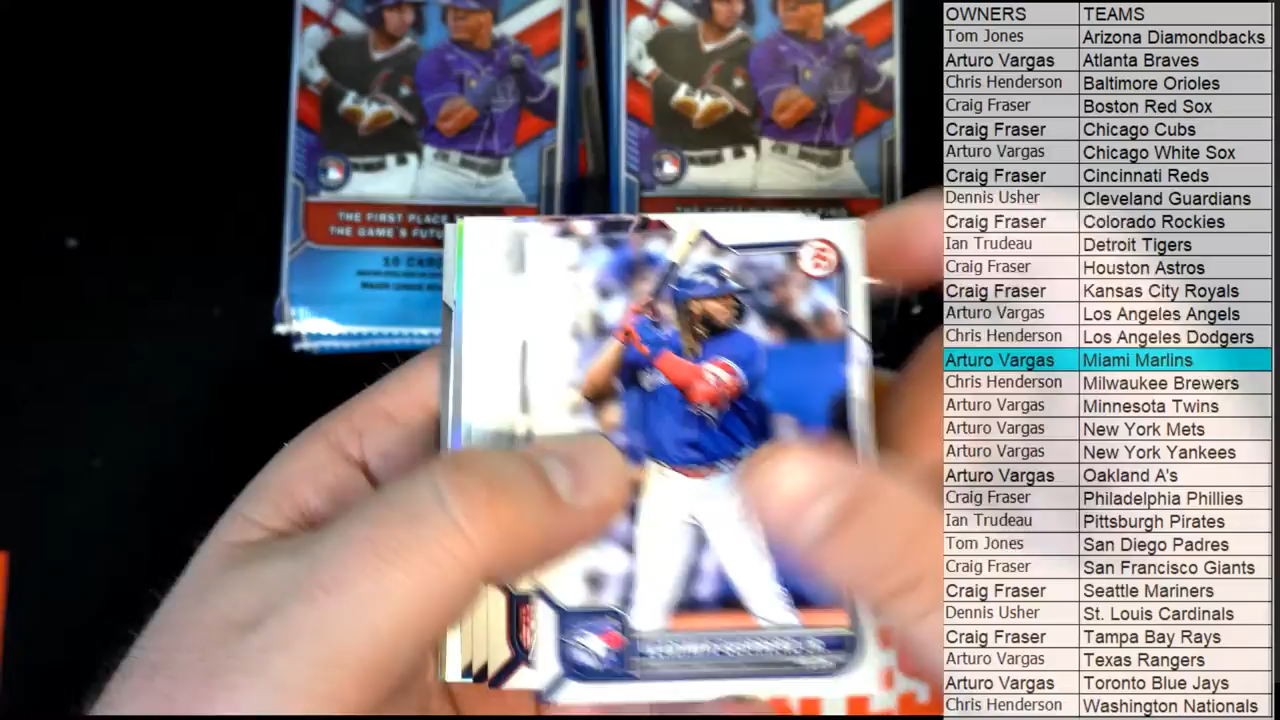 OWNERS TEAMS
Tom Jones Arizona Diamondbacks
Arturo Vargas Atlanta Braves
Chris Henderson Baltimore Orioles
Craig Fraser Boston Red Sox
Craig Fraser Chicago Cubs
Arturo Vargas Chicago White Sox
Craig Fraser Cincinnati Reds
Dennis Usher Cleveland Guardians
Craig Fraser Colorado Rockies
Ian Trudeau Detroit Tigers
Craig Fraser Houston Astros
Craig Fraser Kansas City Royals
Arturo Vargas Los Angeles Angels
Chris Henderson Los Angeles Dodgers
Arturo Vargas Miami Marlins
Chris Henderson Milwaukee Brewers
Arturo Vargas Minnesota Twins
Arturo Vargas New York Mets
Arturo Vargas New York Yankees
Arturo Vargas Oakland A's
Craig Fraser Philadelphia Phillies
Ian Trudeau Pittsburgh Pirates
Tom Jones San Diego Padres
Craig Fraser San Francisco Giants
Craig Fraser Seattle Mariners
Dennis Usher St. Louis Cardinals
Craig Fraser Tampa Bay Rays
Arturo Vargas Texas Rangers
Arturo Vargas Toronto Blue Jays
Chris Henderson Washington Nationals
THE FIRST PLACE
THE GAME'S
10